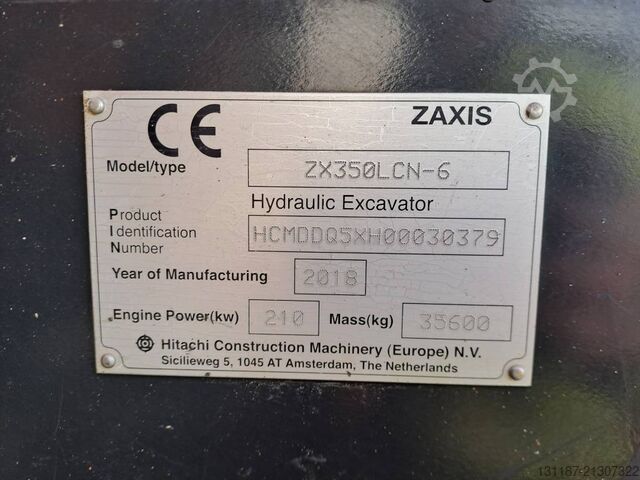 CE ZAXIS
Model/type ZX350LCN-6
Hydraulic Excavator
Product
Identification HCMDDQ5XH00030379
Number
Year of Manufacturing 2018
Engine Power(kw) 210 Mass(kg) 35600
Hitachi Construction Machinery (Europe) N.V.
Sicilieweg 5, 1045 AT Amsterdam, The Netherlands
131187-21307322